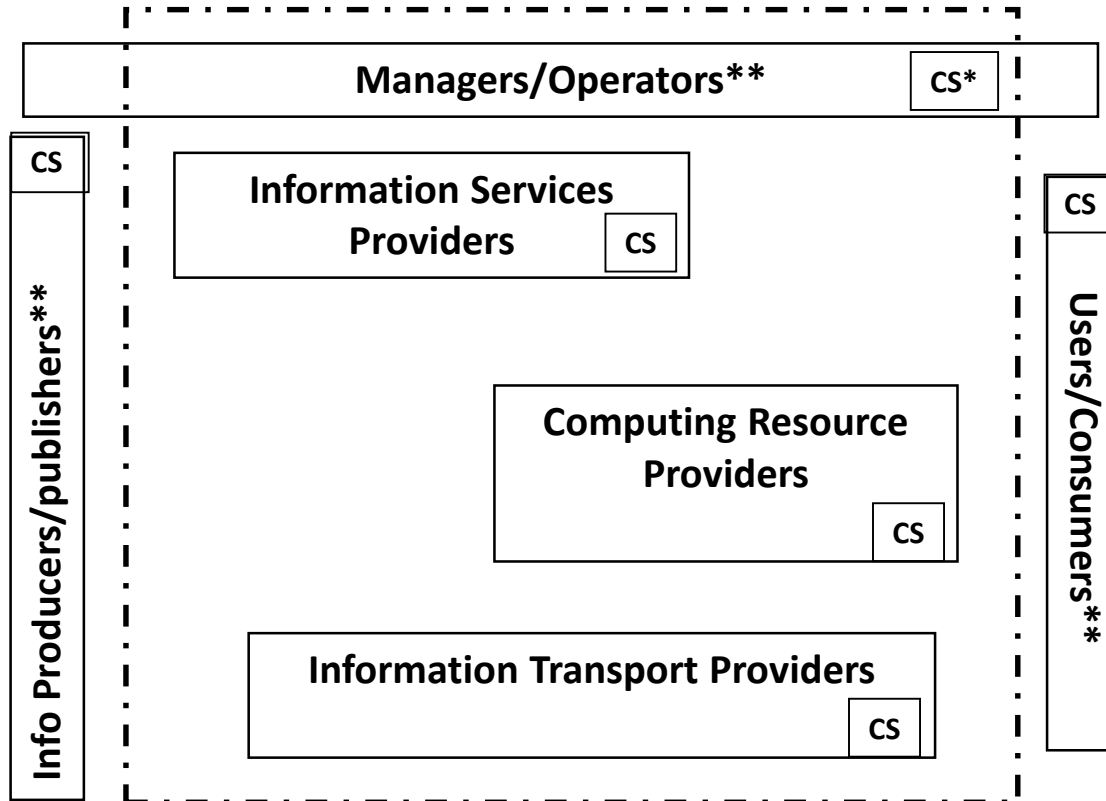 Managers/Operators**
CS*
CS
Information Services
Providers
CS
CS
Info Producers/publishers**
Users/Consumers**
Computing Resource
Providers
CS
Information Transport Providers
CS